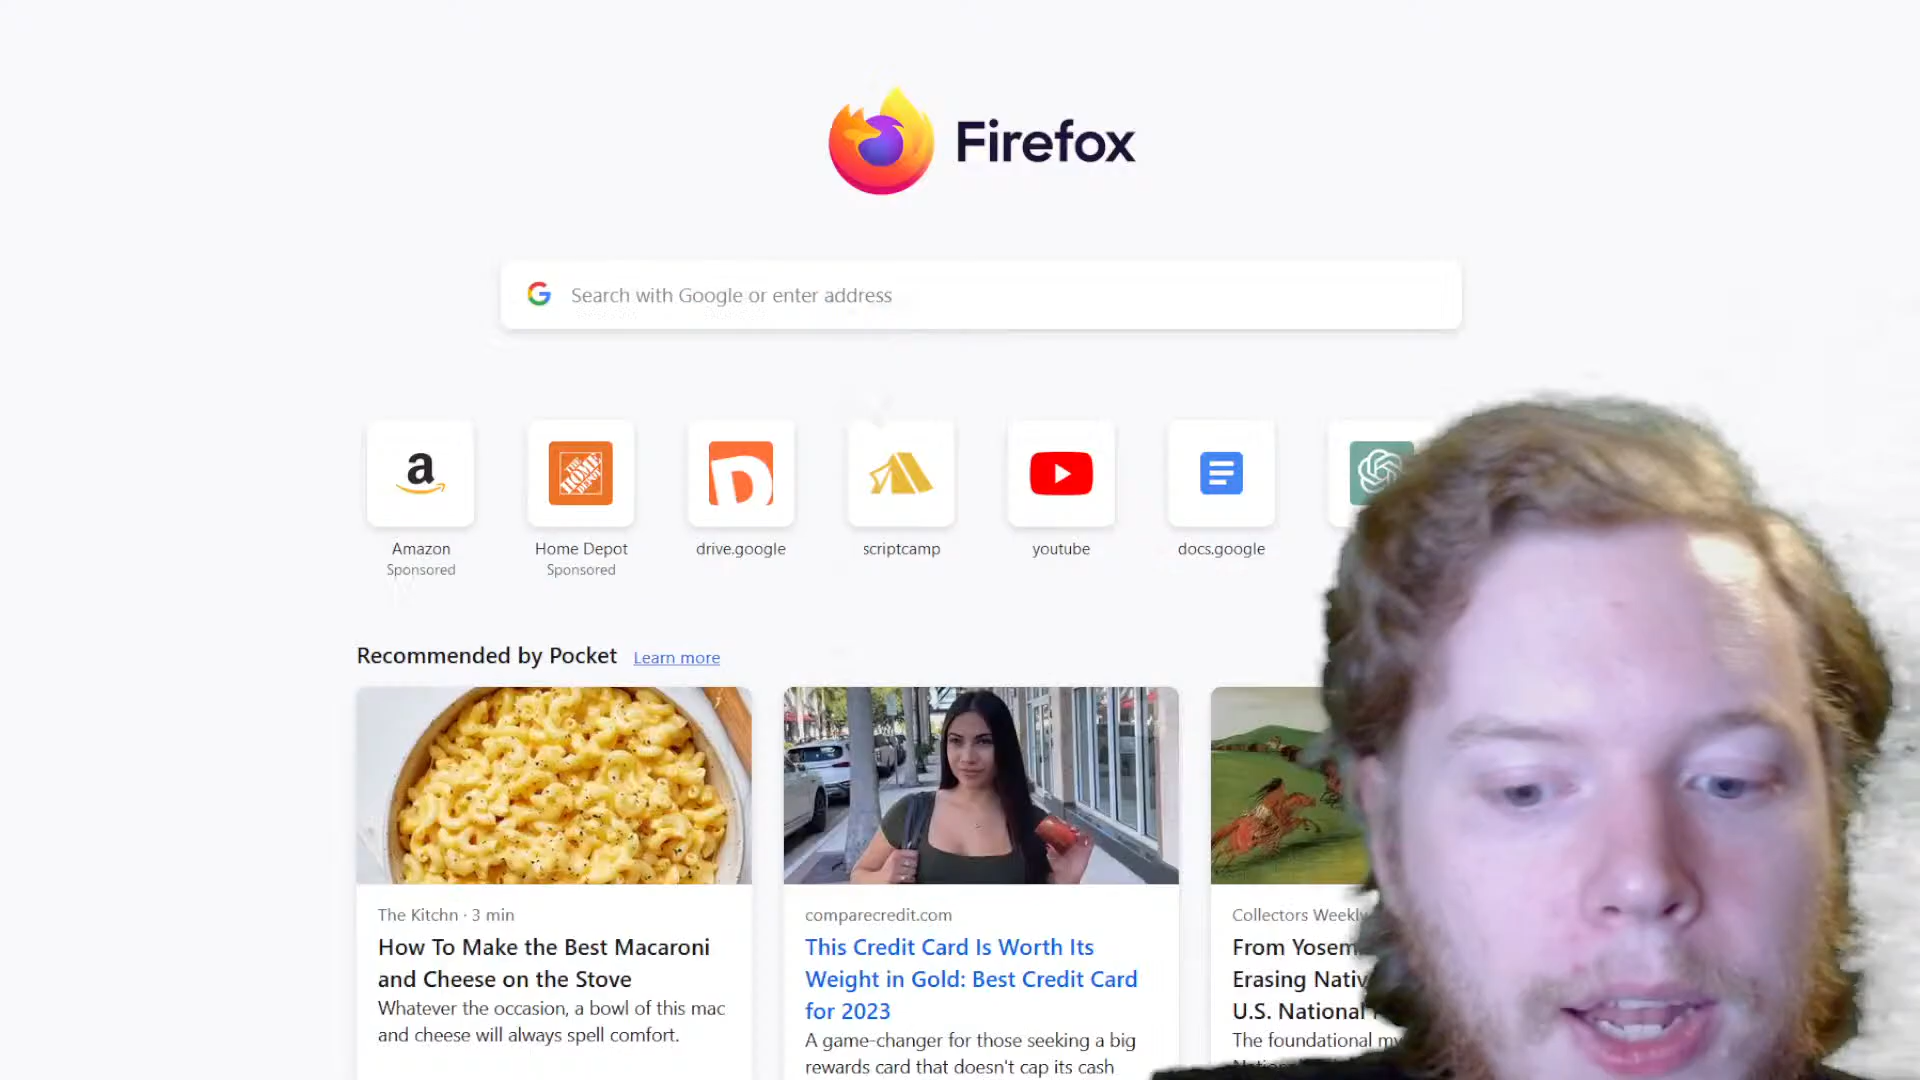 Firefox
Search with Google or enter address
a
THE
HOME
DEPOT
D
Amazon
Sponsored
Home Depot
Sponsored
drive.google
scriptcamp
youtube
docs.google
Recommended by Pocket Learn more
The Kitchn · 3 min
How To Make the Best Macaroni
and Cheese on the Stove
Whatever the occasion, a bowl of this mac
and cheese will always spell comfort.
comparecredit.com
This Credit Card Is Worth Its
Weight in Gold: Best Credit Card
for 2023
A game-changer for those seeking a big
rewards card that doesn't cap its cash
Collectors Weekly
From
Erasing
U.S. National
The foundational